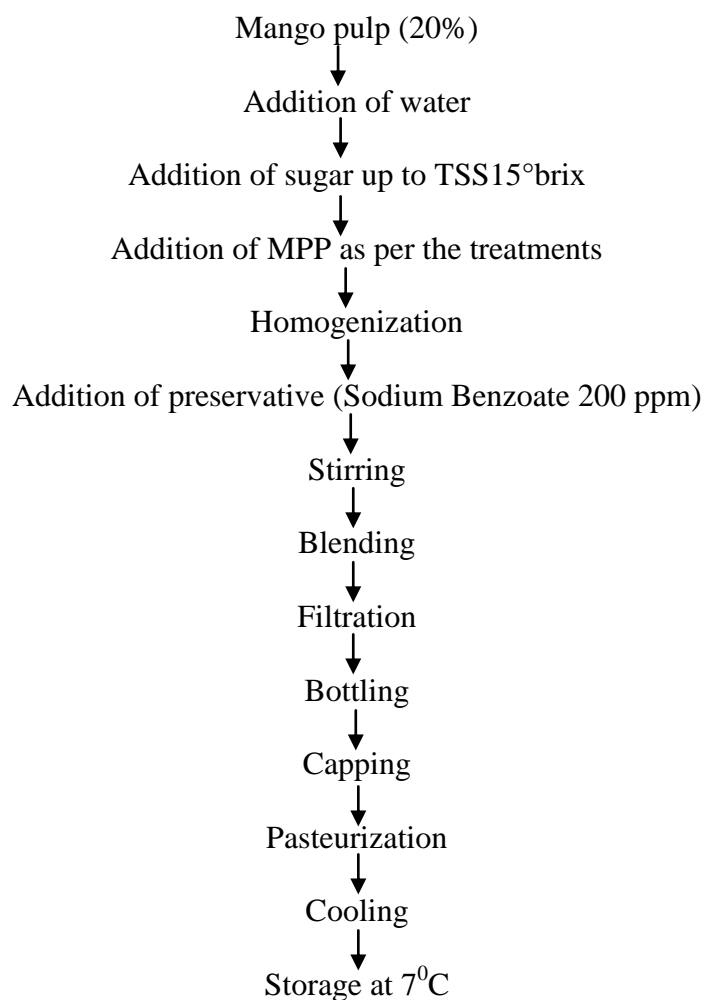 Mango pulp (20%)
Addition of water
Addition of sugar up to TSS15°brix
Addition of MPP as per the treatments
Homogenization
Addition of preservative (Sodium Benzoate 200 ppm)
Stirring
Blending
Filtration
Bottling
Capping
Pasteurization
Cooling
Storage at 7⁰C